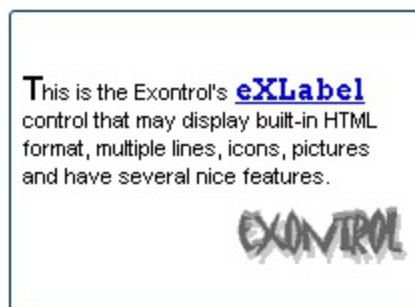 This is the Exontrol's eXLabel
control that may display built-in HTML
format, multiple lines, icons, pictures
and have several nice features.
EXONTROL